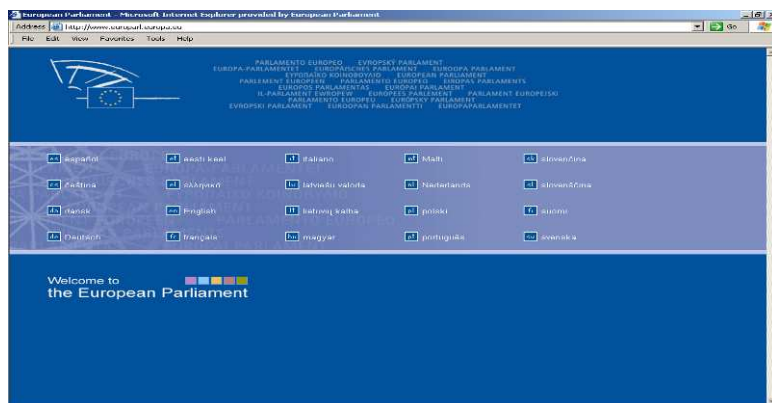 European Parliament - Microsoft Internet Explorer provided by European Parliament
Address http://www.europarl.europa.eu Go
File Edit View Favorites Tools Help
PARLAMENTO EUROPEO EVROPSKÝ PARLAMENT
EUROPA-PARLAMENTET EUROPÄISCHES PARLAMENT EUROOPA PARLAMENT
ΕΥΡΩΠΑΪΚΟ ΚΟΙΝΟΒΟΥΛΙΟ EUROPEAN PARLIAMENT
PARLEMENT EUROPÉEN PARLAMENTO EUROPEO EIROPAS PARLAMENTS
EUROPOS PARLAMENTAS EURÓPAI PARLAMENT
IL-PARLAMENT EWROPEW EUROPEES PARLEMENT PARLAMENT EUROPEJSKI
PARLAMENTO EUROPEU EURÓPSKY PARLAMENT
EVROPSKI PARLAMENT EUROOPAN PARLAMENTTI EUROPAPARLAMENTET
es español et eesti keel it italiano mt Malti sk slovenčina
cs čeština el ελληνικά lv latviešu valoda nl Nederlands sl slovenščina
da dansk en English lt lietuvių kalba pl polski fi suomi
de Deutsch fr français hu magyar pt português sv svenska
Welcome to
the European Parliament